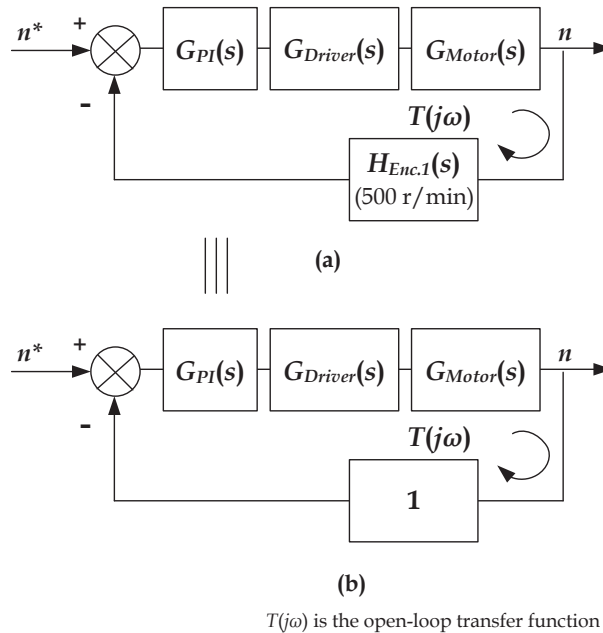 n* + G_PI(s) G_Driver(s) G_Motor(s) n
-
T(jω)
H_Enc.1(s)
(500 r/min)
(a)
n* + G_PI(s) G_Driver(s) G_Motor(s) n
-
T(jω)
1
(b)
T(jω) is the open-loop transfer function